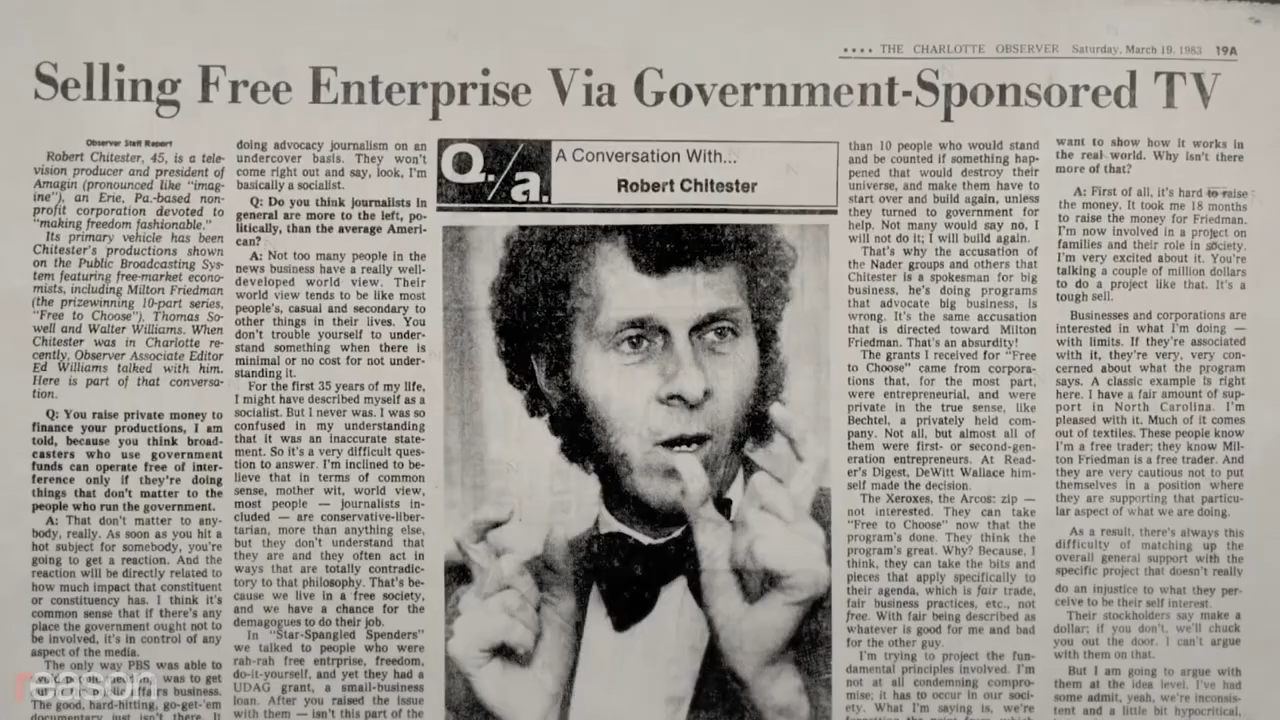 •••• THE CHARLOTTE OBSERVER Saturday, March 19, 1983 19A
Selling Free Enterprise Via Government-Sponsored TV
Observer Staff Report
Robert Chitester, 45, is a tele-
vision producer and president of
Amagin (pronounced like "imag-
ine"), an Erie, Pa.-based non-
profit corporation devoted to
"making freedom fashionable."
Its primary vehicle has been
Chitester's productions shown
on the Public Broadcasting Sys-
tem featuring free-market econo-
mists, including Milton Friedman
(the prizewinning 10-part series,
"Free to Choose"), Thomas So-
well and Walter Williams. When
Chitester was in Charlotte re-
cently, Observer Associate Editor
Ed Williams talked with him.
Here is part of that conversa-
tion.
Q: You raise private money to
finance your productions, I am
told, because you think broad-
casters who use government
funds can operate free of inter-
ference only if they're doing
things that don't matter to the
people who run the government.
A: That don't matter to any-
body, really. As soon as you hit a
hot subject for somebody, you're
going to get a reaction. And the
reaction will be directly related to
how much impact that constituent
or constituency has. I think it's
common sense that if there's any
place the government ought not to
be involved, it's in control of any
aspect of the media.
The only way PBS was able to
was to get
business.
The good, hard-hitting, go-get-'em
documentary just isn't there. It
reason
doing advocacy journalism on an
undercover basis. They won't
come right out and say, look, I'm
basically a socialist.
Q: Do you think journalists in
general are more to the left, po-
litically, than the average Ameri-
can?
A: Not too many people in the
news business have a really well-
developed world view. Their
world view tends to be like most
people's, casual and secondary to
other things in their lives. You
don't trouble yourself to under-
stand something when there is
minimal or no cost for not under-
standing it.
For the first 35 years of my life,
I might have described myself as a
socialist. But I never was. I was so
confused in my understanding
that it was an inaccurate state-
ment. So it's a very difficult ques-
tion to answer. I'm inclined to be-
lieve that in terms of common
sense, mother wit, world view,
most people — journalists in-
cluded — are conservative-liber-
tarian, more than anything else,
but they don't understand that
they are and they often act in
ways that are totally contradic-
tory to that philosophy. That's be-
cause we live in a free society,
and we have a chance for the
demagogues to do their job.
In "Star-Spangled Spenders"
we talked to people who were
rah-rah free entrprise, freedom,
do-it-yourself, and yet they had a
UDAG grant, a small-business
loan. After you raised the issue
with them — isn't this part of the
Q./a.
A Conversation With...
Robert Chitester
than 10 people who would stand
and be counted if something hap-
pened that would destroy their
universe, and make them have to
start over and build again, unless
they turned to government for
help. Not many would say no, I
will not do it; I will build again.
That's why the accusation of
the Nader groups and others that
Chitester is a spokesman for big
business, he's doing programs
that advocate big business, is
wrong. It's the same accusation
that is directed toward Milton
Friedman. That's an absurdity!
The grants I received for "Free
to Choose" came from corpora-
tions that, for the most part,
were entrepreneurial, and were
private in the true sense, like
Bechtel, a privately held com-
pany. Not all, but almost all of
them were first- or second-gen-
eration entrepreneurs. At Read-
er's Digest, DeWitt Wallace him-
self made the decision.
The Xeroxes, the Arcos: zip —
not interested. They can take
"Free to Choose" now that the
program's done. They think the
program's great. Why? Because, I
think, they can take the bits and
pieces that apply specifically to
their agenda, which is fair trade,
fair business practices, etc., not
free. With fair being described as
whatever is good for me and bad
for the other guy.
I'm trying to project the fun-
damental principles involved. I'm
not at all condemning compro-
mise; it has to occur in our soci-
ety. What I'm saying is, we're
want to show how it works in
the real world. Why isn't there
more of that?
A: First of all, it's hard to raise
the money. It took me 18 months
to raise the money for Friedman.
I'm now involved in a project on
families and their role in society.
I'm very excited about it. You're
talking a couple of million dollars
to do a project like that. It's a
tough sell.
Businesses and corporations are
interested in what I'm doing —
with limits. If they're associated
with it, they're very, very con-
cerned about what the program
says. A classic example is right
here. I have a fair amount of sup-
port in North Carolina. I'm
pleased with it. Much of it comes
out of textiles. These people know
I'm a free trader; they know Mil-
ton Friedman is a free trader. And
they are very cautious not to put
themselves in a position where
they are supporting that particu-
lar aspect of what we are doing.
As a result, there's always this
difficulty of matching up the
overall general support with the
specific project that doesn't really
do an injustice to what they per-
ceive to be their self interest.
Their stockholders say make a
dollar; if you don't, we'll chuck
you out the door. I can't argue
with them on that.
But I am going to argue with
them at the idea level. I've had
some admit, yeah, we're inconsis-
tent and a little bit hypocritical,